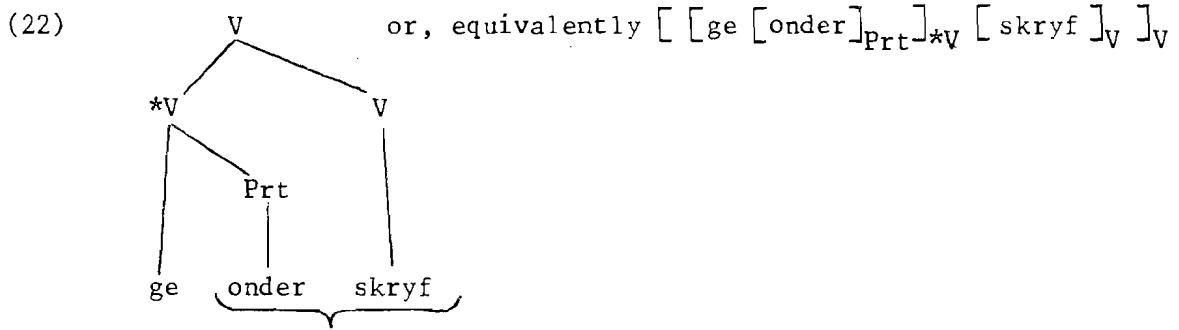 (22) V or, equivalently [ [ge [onder]Prt]*V [ skryf ]V ]V
*V V
Prt
ge onder skryf